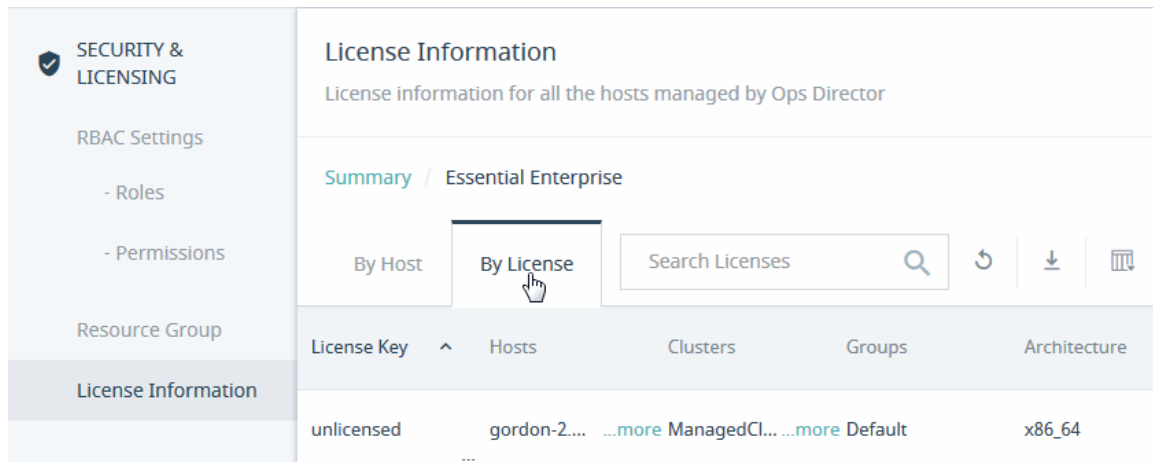 SECURITY &
LICENSING
RBAC Settings
- Roles
- Permissions
Resource Group
License Information
License Information
License information for all the hosts managed by Ops Director
Summary / Essential Enterprise
By Host By License Search Licenses
License Key Hosts Clusters Groups Architecture
unlicensed gordon-2.... ...more ManagedCl... ...more Default x86_64
...